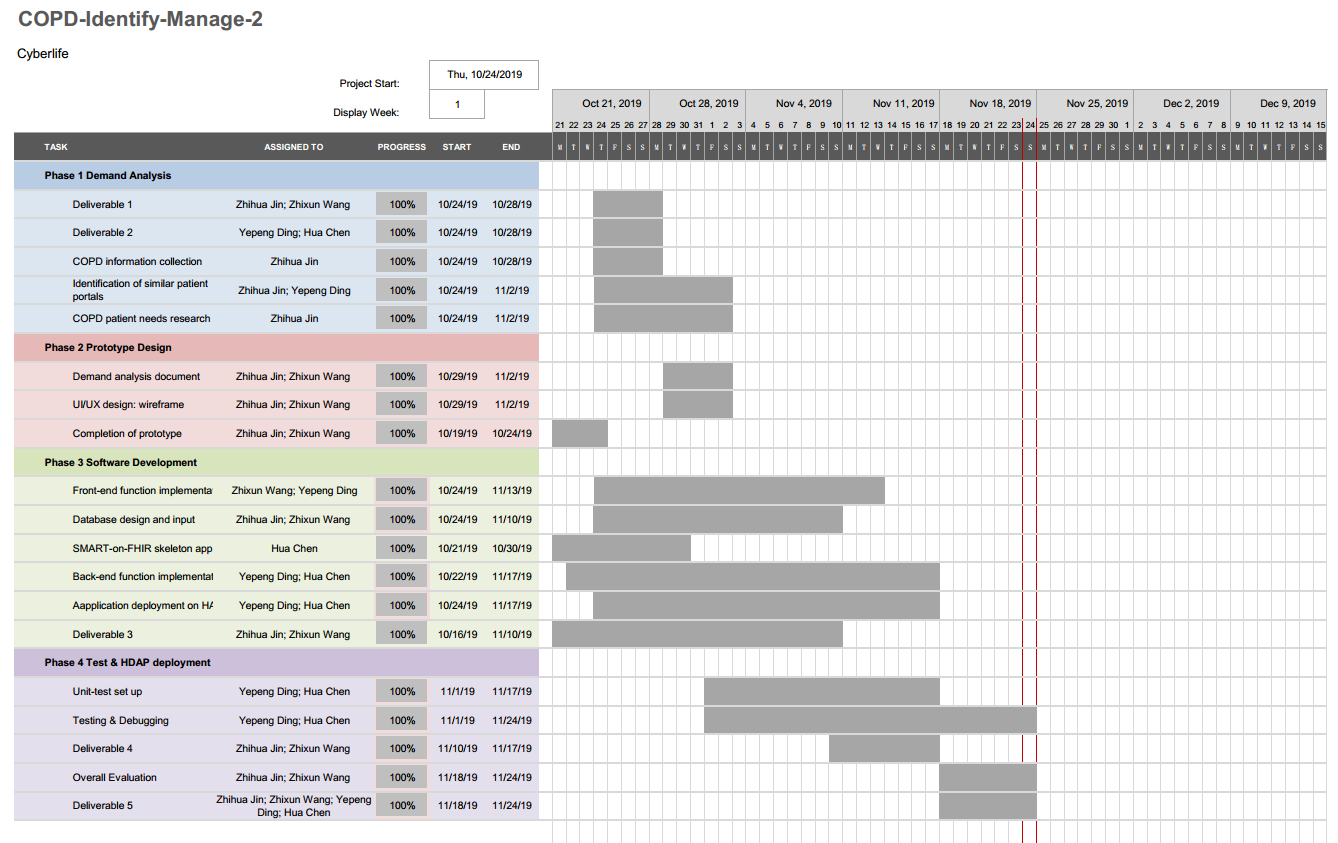 COPD-Identify-Manage-2
Cyberlife
Project Start: Thu, 10/24/2019
Display Week: 1
Oct 21, 2019 Oct 28, 2019 Nov 4, 2019 Nov 11, 2019 Nov 18, 2019 Nov 25, 2019 Dec 2, 2019 Dec 9, 2019
21 22 23 24 25 26 27 28 29 30 31 1 2 3 4 5 6 7 8 9 10 11 12 13 14 15 16 17 18 19 20 21 22 23 24 25 26 27 28 29 30 1 2 3 4 5 6 7 8 9 10 11 12 13 14 15
TASK ASSIGNED TO PROGRESS START END M T W T F S S M T W T F S S M T W T F S S M T W T F S S M T W T F S S M T W T F S S M T W T F S S M T W T F S S
Phase 1 Demand Analysis
Deliverable 1 Zhihua Jin; Zhixun Wang 100% 10/24/19 10/28/19
Deliverable 2 Yepeng Ding; Hua Chen 100% 10/24/19 10/28/19
COPD information collection Zhihua Jin 100% 10/24/19 10/28/19
Identification of similar patient
portals Zhihua Jin; Yepeng Ding 100% 10/24/19 11/2/19
COPD patient needs research Zhihua Jin 100% 10/24/19 11/2/19
Phase 2 Prototype Design
Demand analysis document Zhihua Jin; Zhixun Wang 100% 10/29/19 11/2/19
UI/UX design: wireframe Zhihua Jin; Zhixun Wang 100% 10/29/19 11/2/19
Completion of prototype Zhihua Jin; Zhixun Wang 100% 10/19/19 10/24/19
Phase 3 Software Development
Front-end function implementa Zhixun Wang; Yepeng Ding 100% 10/24/19 11/13/19
Database design and input Zhihua Jin; Zhixun Wang 100% 10/24/19 11/10/19
SMART-on-FHIR skeleton app Hua Chen 100% 10/21/19 10/30/19
Back-end function implementat Yepeng Ding; Hua Chen 100% 10/22/19 11/17/19
Aapplication deployment on HA Yepeng Ding; Hua Chen 100% 10/24/19 11/17/19
Deliverable 3 Zhihua Jin; Zhixun Wang 100% 10/16/19 11/10/19
Phase 4 Test & HDAP deployment
Unit-test set up Yepeng Ding; Hua Chen 100% 11/1/19 11/17/19
Testing & Debugging Yepeng Ding; Hua Chen 100% 11/1/19 11/24/19
Deliverable 4 Zhihua Jin; Zhixun Wang 100% 11/10/19 11/17/19
Overall Evaluation Zhihua Jin; Zhixun Wang 100% 11/18/19 11/24/19
Deliverable 5 Zhihua Jin; Zhixun Wang; Yepeng
Ding; Hua Chen 100% 11/18/19 11/24/19